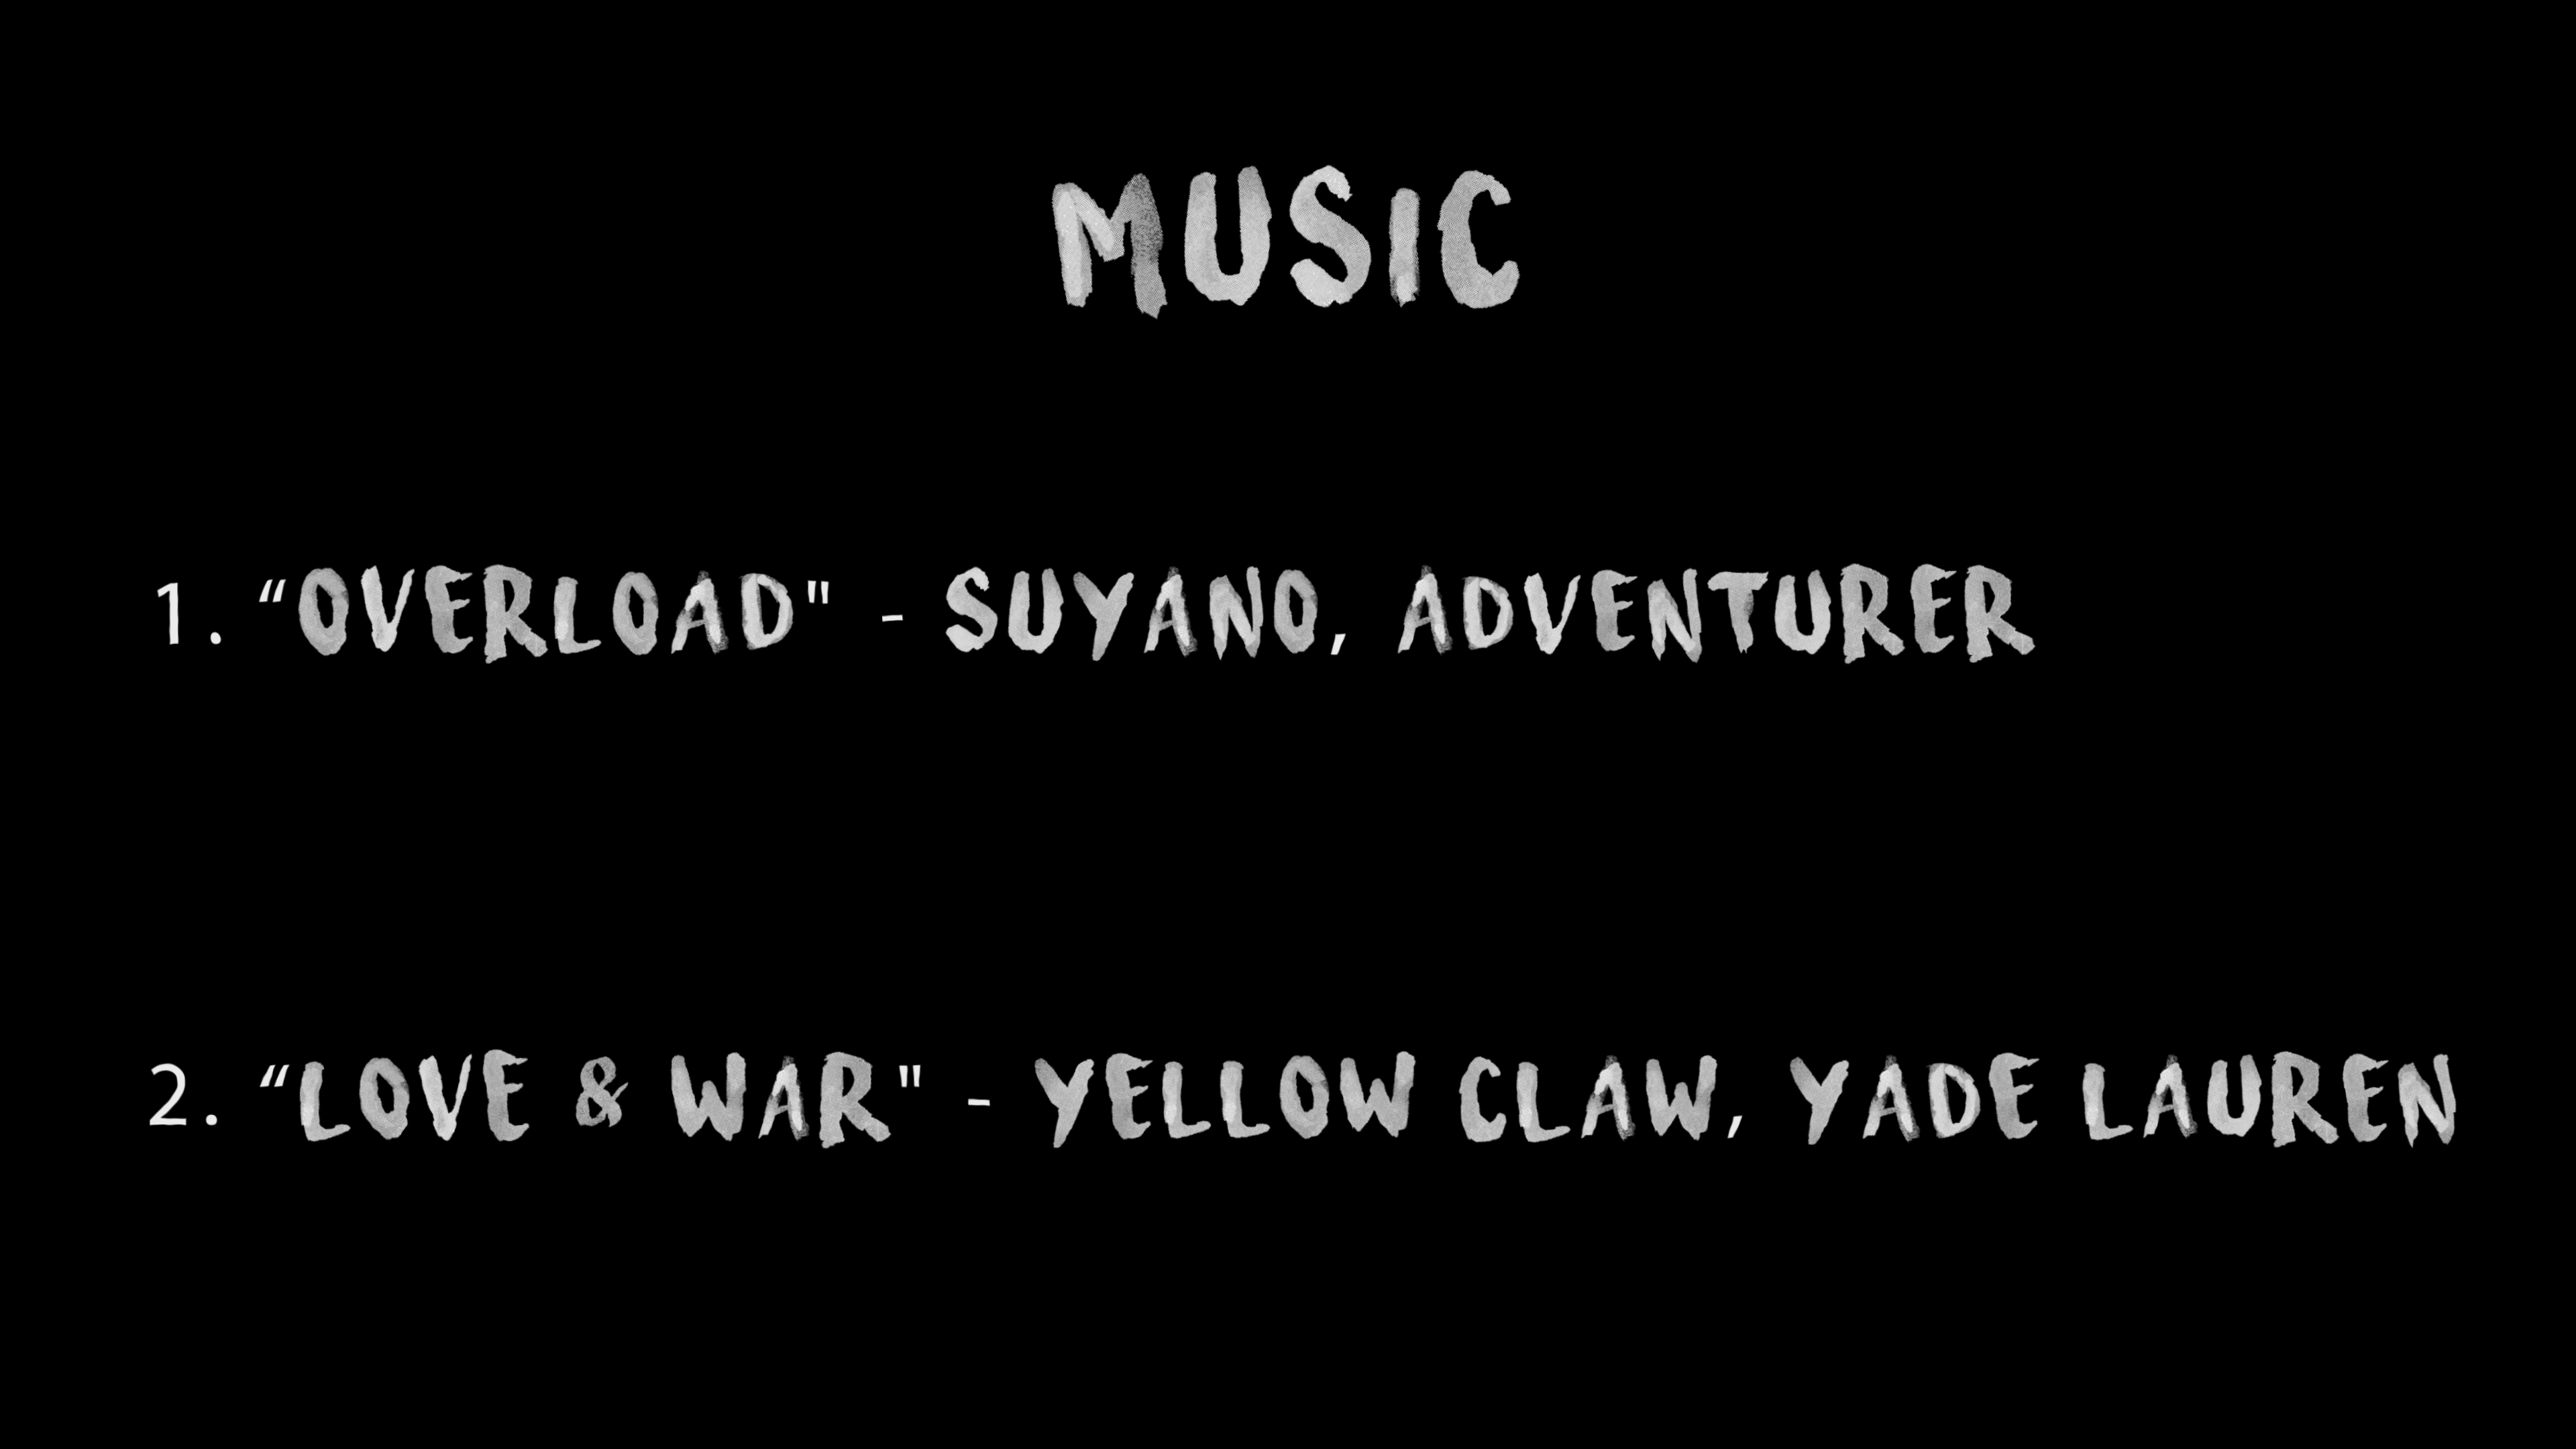 MUSIC
1. “OVERLOAD" - SUYANO, ADVENTURER
2. “LOVE & WAR" - YELLOW CLAW, YADE LAUREN